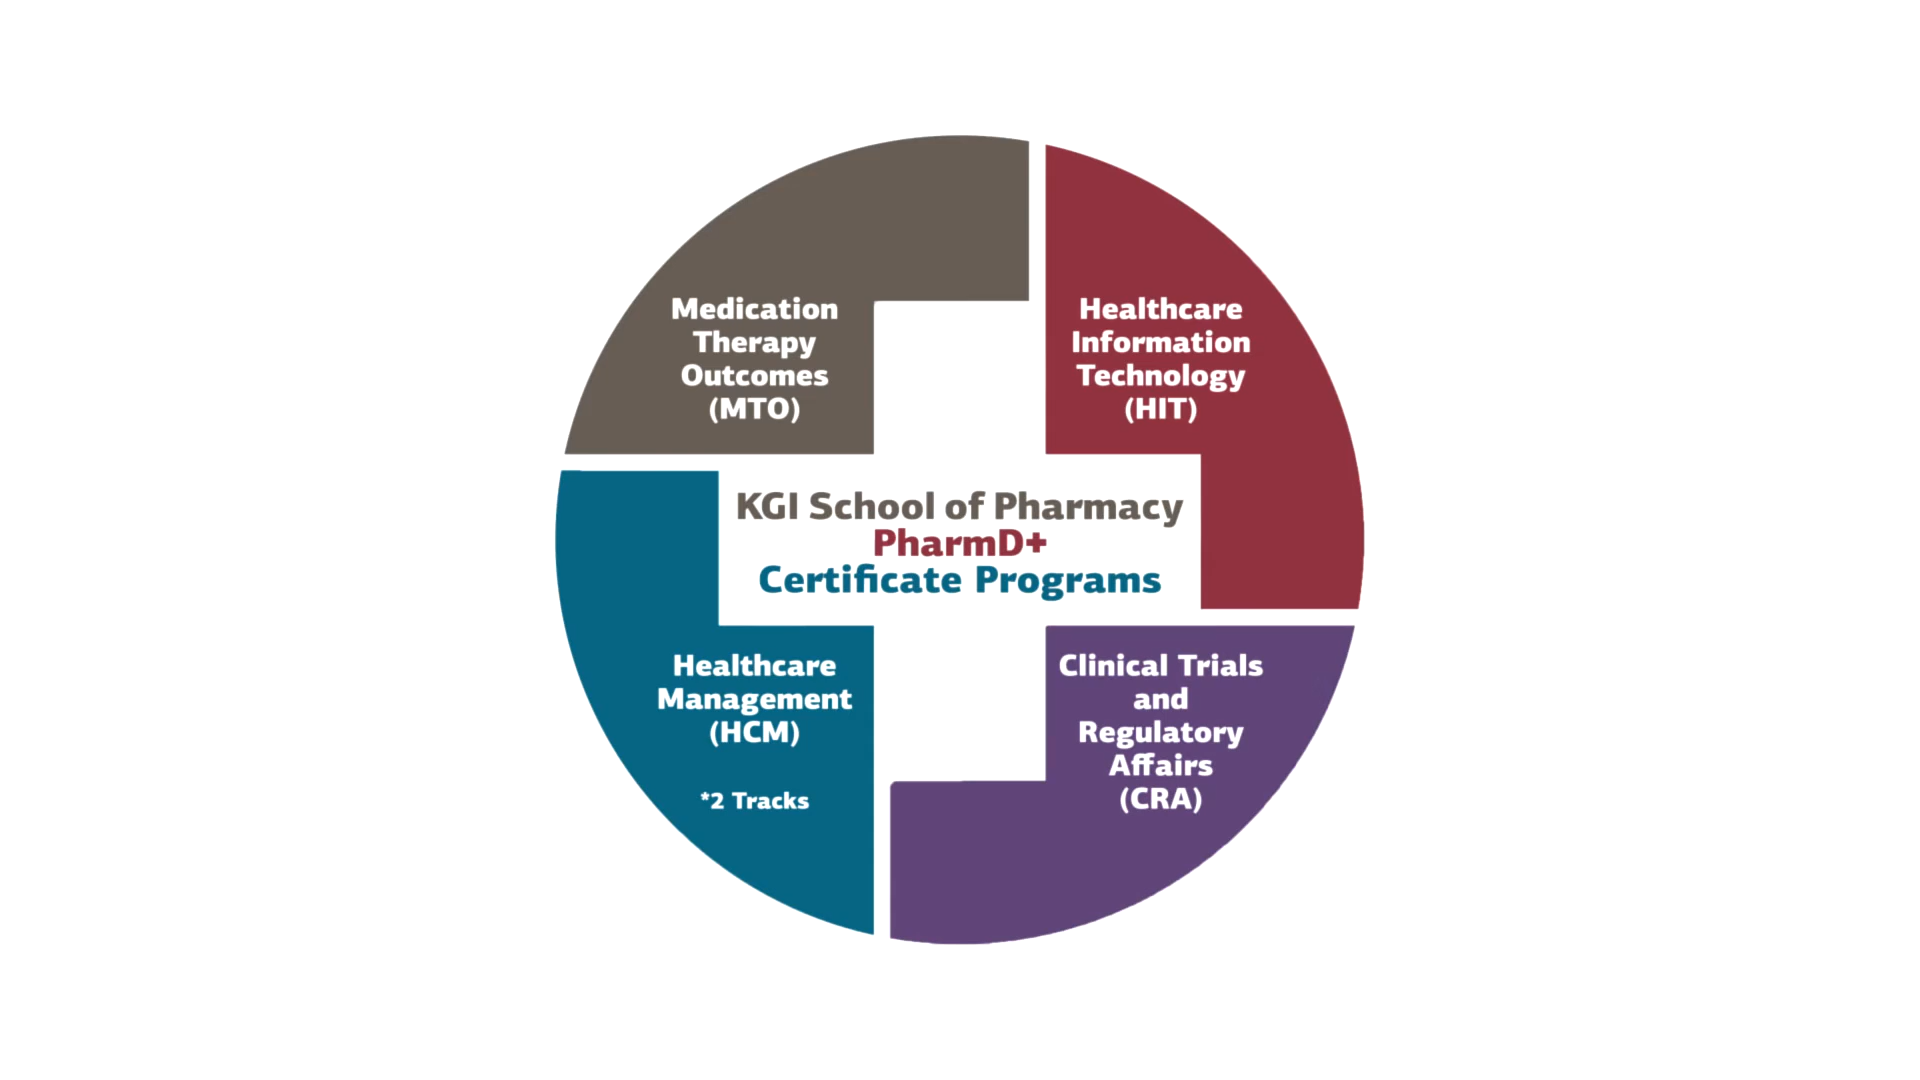 Medication
Therapy
Outcomes
(MTO)
Healthcare
Information
Technology
(HIT)
KGI School of Pharmacy
PharmD+
Certificate Programs
Healthcare
Management
(HCM)
*2 Tracks
Clinical Trials
and
Regulatory
Affairs
(CRA)